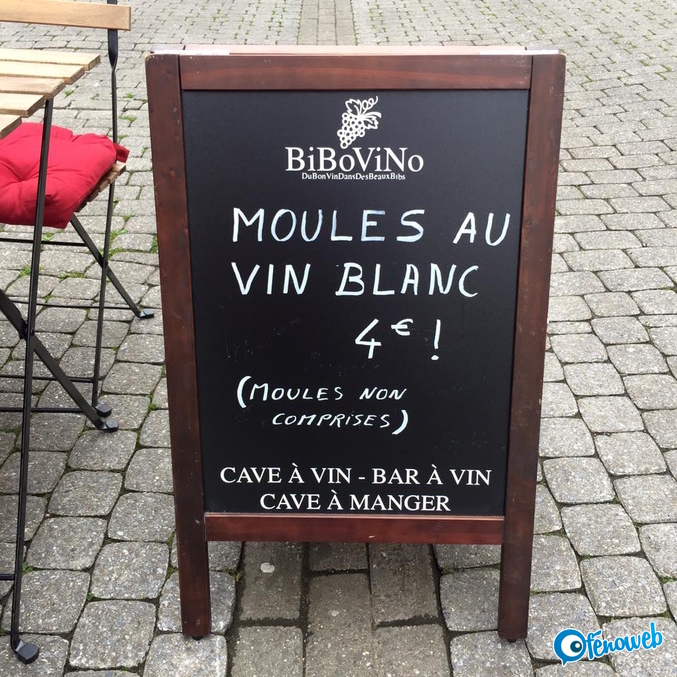 BiBoViNo
DuBonVinDansDesBeauxBibs
MOULES AU
VIN BLANC
4€ !
(MOULES NON
COMPRISES)
CAVE À VIN - BAR À VIN
CAVE À MANGER
Ofenoweb